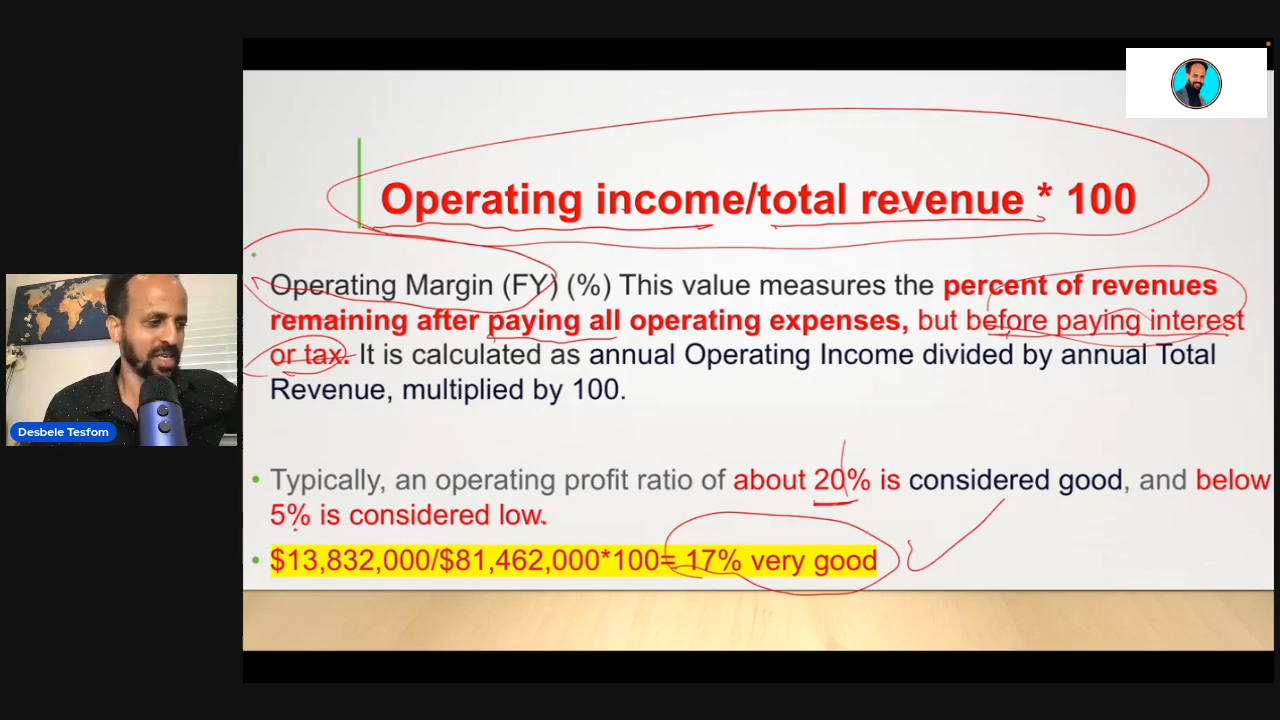 Operating income/total revenue * 100
Operating Margin (FY) (%) This value measures the percent of revenues
remaining after paying all operating expenses, but before paying interest
or tax. It is calculated as annual Operating Income divided by annual Total
Revenue, multiplied by 100.
Desbele Tesfom
Typically, an operating profit ratio of about 20% is considered good, and below
5% is considered low.
$13,832,000/$81,462,000*100= 17% very good